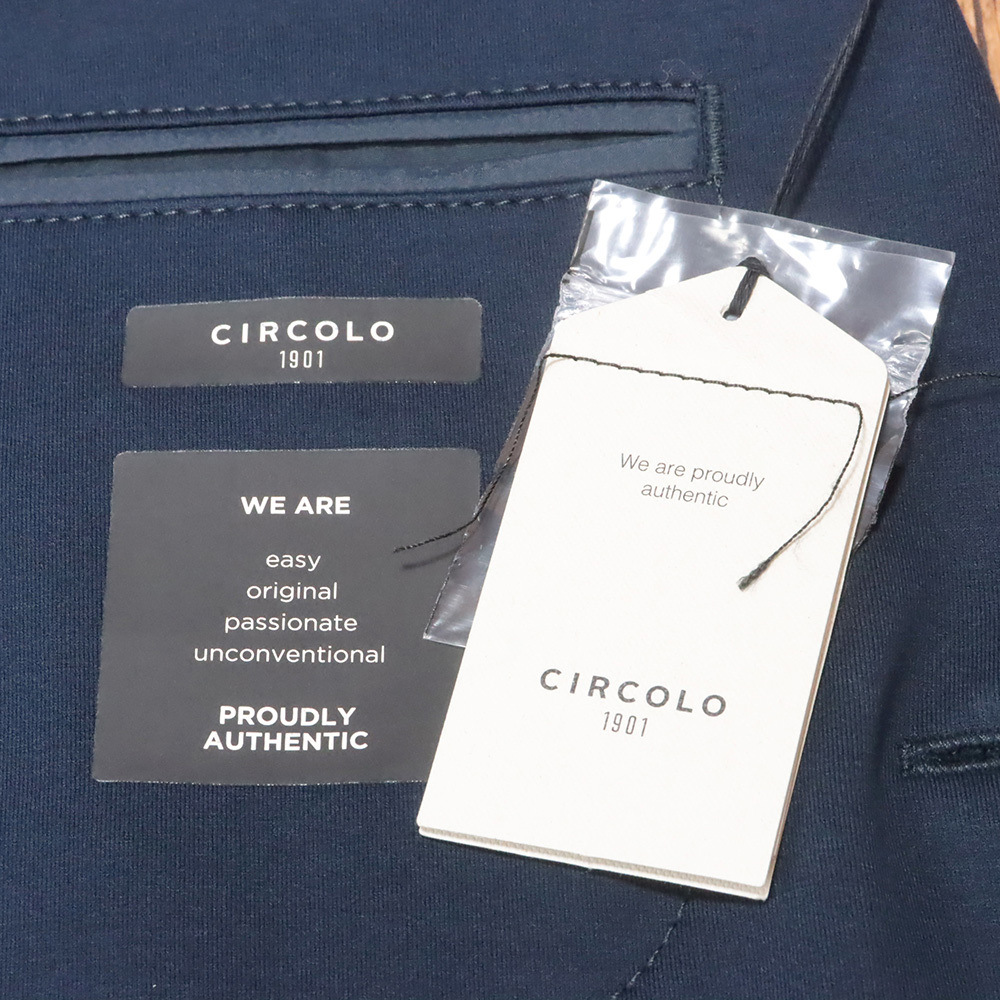 CIRCOLO
1901
WE ARE
easy
original
passionate
unconventional
PROUDLY
AUTHENTIC
We are proudly
authentic
CIRCOLO
1901